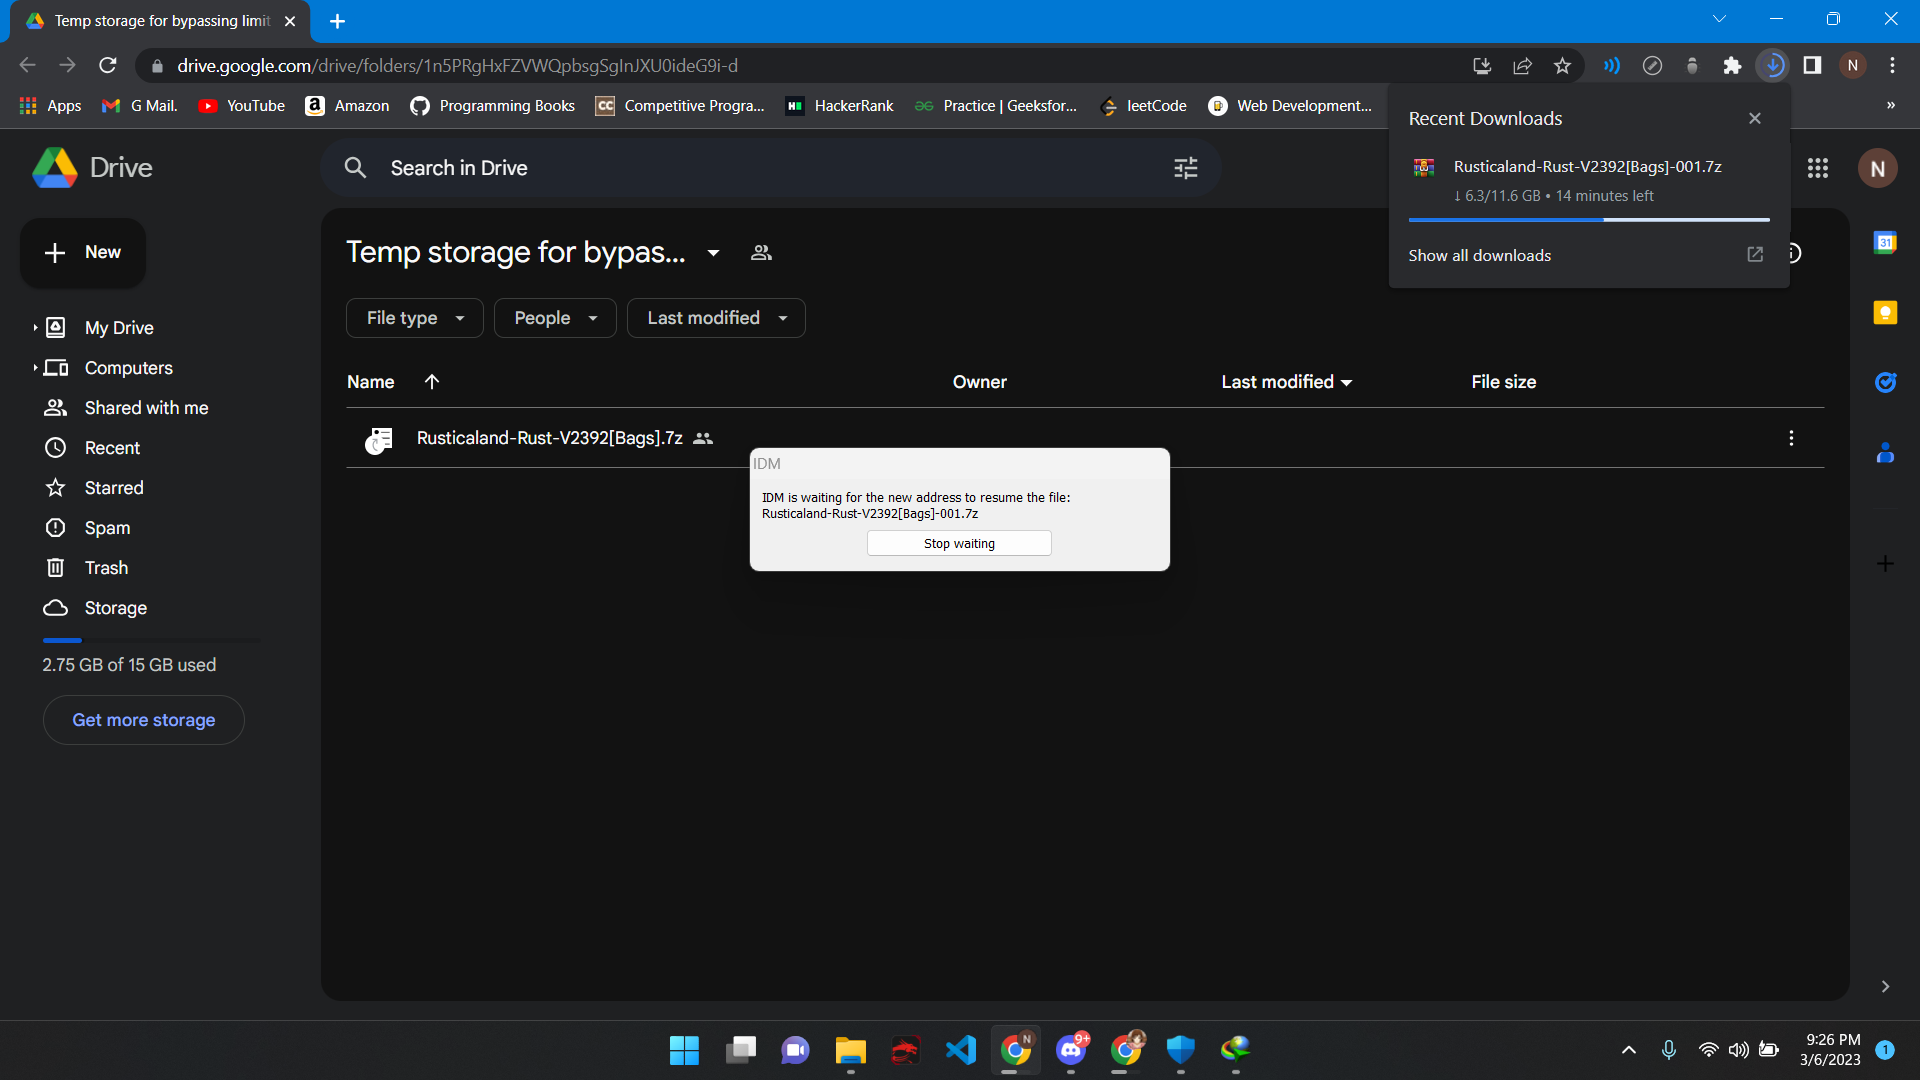 Temp storage for bypassing limit
drive.google.com/drive/folders/1n5PRgHxFZVWQpbsgSgInJXU0ideG9i-d
N
Apps
G Mail.
YouTube
Amazon
Programming Books
CC Competitive Progra...
HackerRank
Practice | Geeksfor...
leetCode
Web Development...
»
Recent Downloads
Rusticaland-Rust-V2392[Bags]-001.7z
↓ 6.3/11.6 GB • 14 minutes left
Show all downloads
Drive
Search in Drive
N
New
My Drive
Computers
Shared with me
Recent
Starred
Spam
Trash
Storage
2.75 GB of 15 GB used
Get more storage
Temp storage for bypas...
File type
People
Last modified
Name
Owner
Last modified
File size
Rusticaland-Rust-V2392[Bags].7z
IDM
IDM is waiting for the new address to resume the file:
Rusticaland-Rust-V2392[Bags]-001.7z
Stop waiting
31
N
9+
9:26 PM
3/6/2023
1